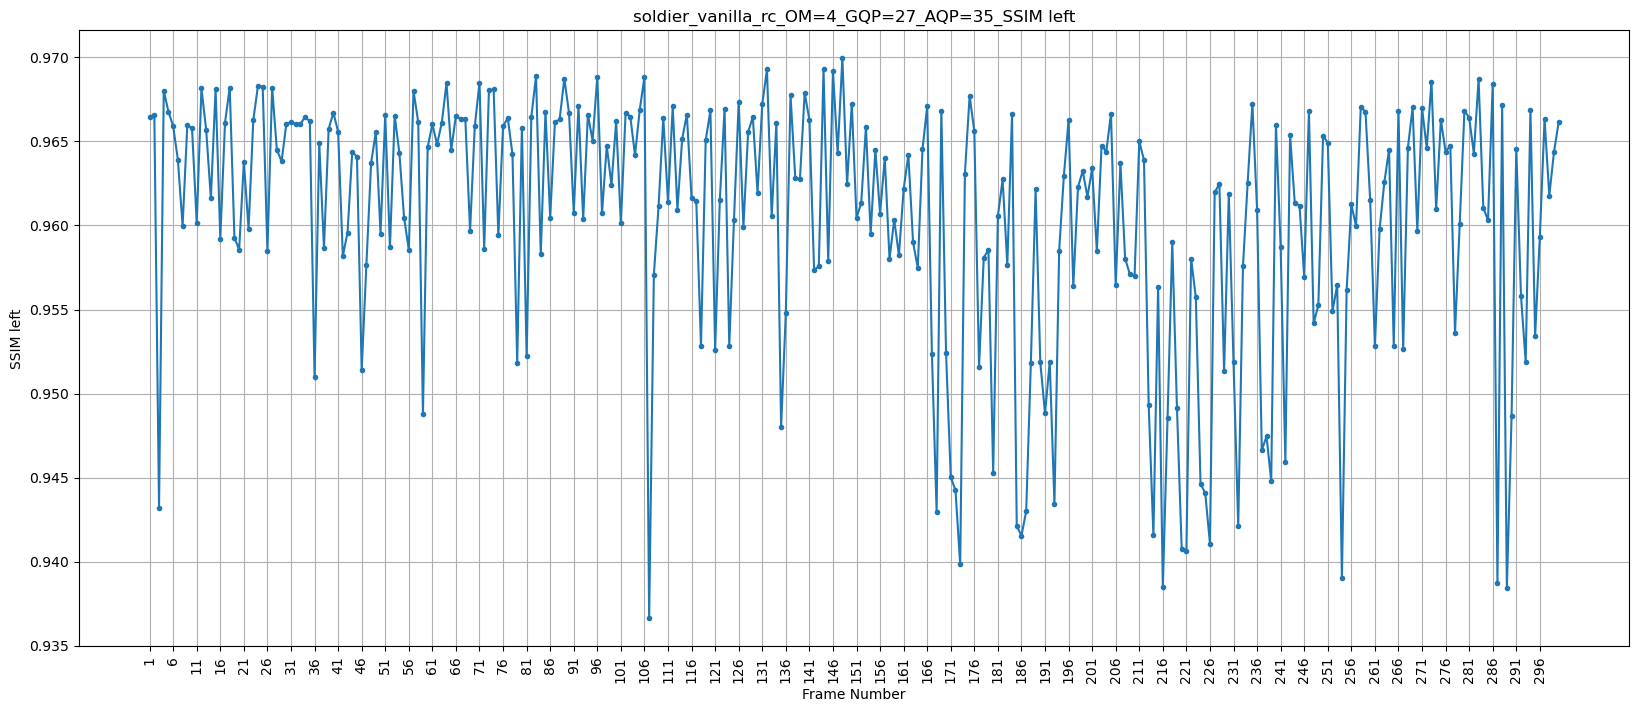 soldier_vanilla_rc_OM=4_GQP=27_AQP=35_SSIM left
0.970
0.965
0.960
0.955
0.950
0.945
0.940
0.935
SSIM left
1 6 11 16 21 26 31 36 41 46 51 56 61 66 71 76 81 86 91 96 101 106 111 116 121 126 131 136 141 146 151 156 161 166 171 176 181 186 191 196 201 206 211 216 221 226 231 236 241 246 251 256 261 266 271 276 281 286 291 296
Frame Number